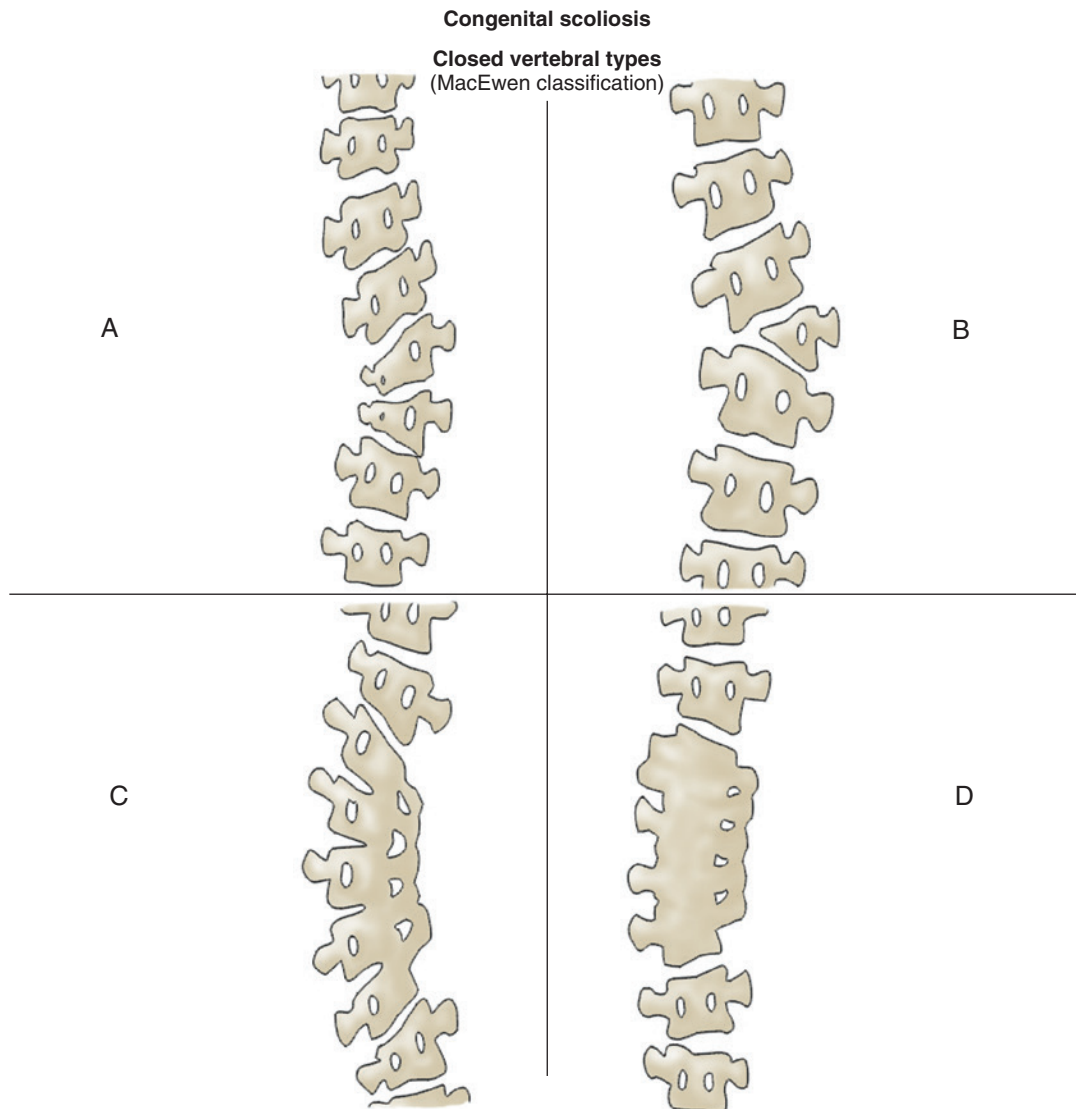 Congenital scoliosis
Closed vertebral types
(MacEwen classification)
A
B
C
D